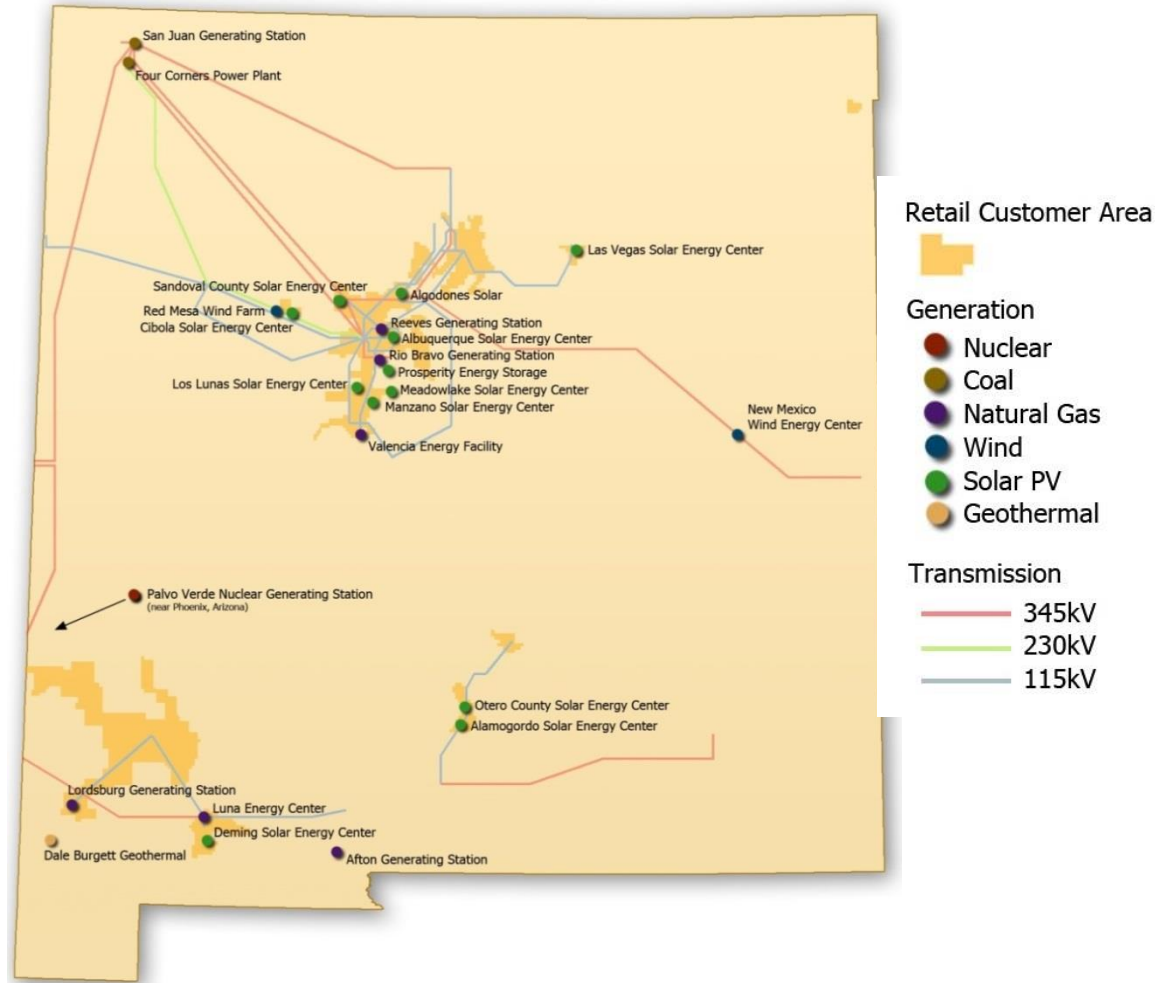 San Juan Generating Station
Four Corners Power Plant
Las Vegas Solar Energy Center
Sandoval County Solar Energy Center
Algodones Solar
Red Mesa Wind Farm
Cibola Solar Energy Center
Reeves Generating Station
Albuquerque Solar Energy Center
Rio Bravo Generating Station
Prosperity Energy Storage
Los Lunas Solar Energy Center
Meadowlake Solar Energy Center
Manzano Solar Energy Center
Valencia Energy Facility
New Mexico
Wind Energy Center
Palvo Verde Nuclear Generating Station
(near Phoenix, Arizona)
Otero County Solar Energy Center
Alamogordo Solar Energy Center
Lordsburg Generating Station
Luna Energy Center
Deming Solar Energy Center
Dale Burgett Geothermal
Afton Generating Station
Retail Customer Area
Generation
Nuclear
Coal
Natural Gas
Wind
Solar PV
Geothermal
Transmission
345kV
230kV
115kV